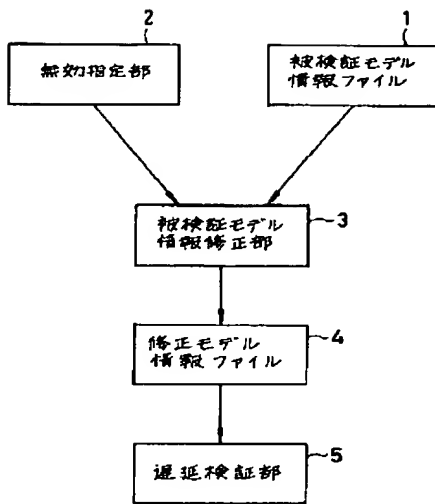 2
1
無効指定部
被検証モデル
情報ファイル
被検証モデル
情報修正部
3
修正モデル
情報ファイル
4
遅延検証部
5